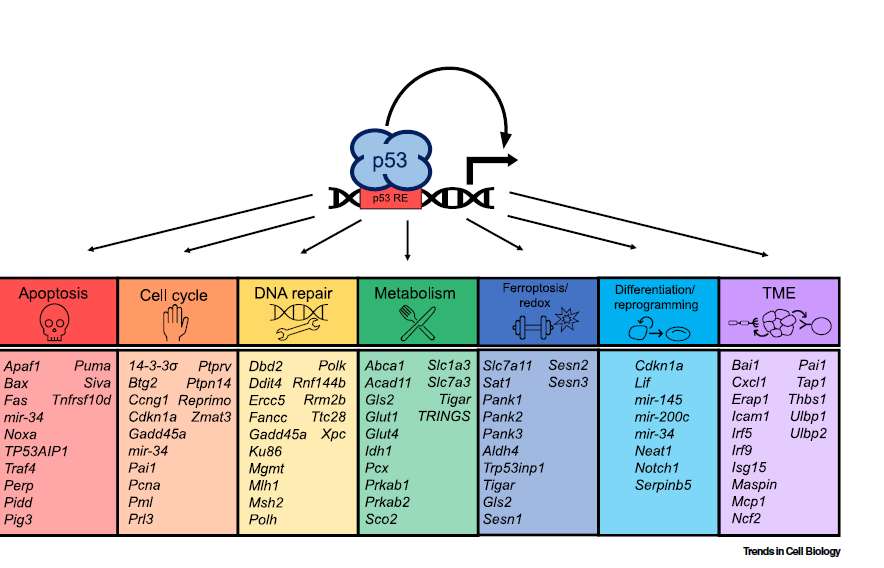 p53
p53 RE
Apoptosis
Cell cycle
DNA repair
Metabolism
Ferroptosis/
redox
Differentiation/
reprogramming
TME
Apaf1 Puma
Bax Siva
Fas Tnfrsf10d
mir-34
Noxa
TP53AIP1
Traf4
Perp
Pidd
Pig3
14-3-3σ Ptprv
Btg2 Ptpn14
Ccng1 Reprimo
Cdkn1a Zmat3
Gadd45a
mir-34
Pai1
Pcna
Pml
Prl3
Dbd2 Polk
Ddit4 Rnf144b
Ercc5 Rrm2b
Fancc Ttc28
Gadd45a Xpc
Ku86
Mgmt
Mlh1
Msh2
Polh
Abca1 Slc1a3
Acad11 Slc7a3
Gls2 Tigar
Glut1 TRINGS
Glut4
Idh1
Pcx
Prkab1
Prkab2
Sco2
Slc7a11 Sesn2
Sat1 Sesn3
Pank1
Pank2
Pank3
Aldh4
Trp53inp1
Tigar
Gls2
Sesn1
Cdkn1a
Lif
mir-145
mir-200c
mir-34
Neat1
Notch1
Serpinb5
Bai1 Pai1
Cxcl1 Tap1
Erap1 Thbs1
Icam1 Ulbp1
Irf5 Ulbp2
Irf9
Isg15
Maspin
Mcp1
Ncf2
Trends in Cell Biology